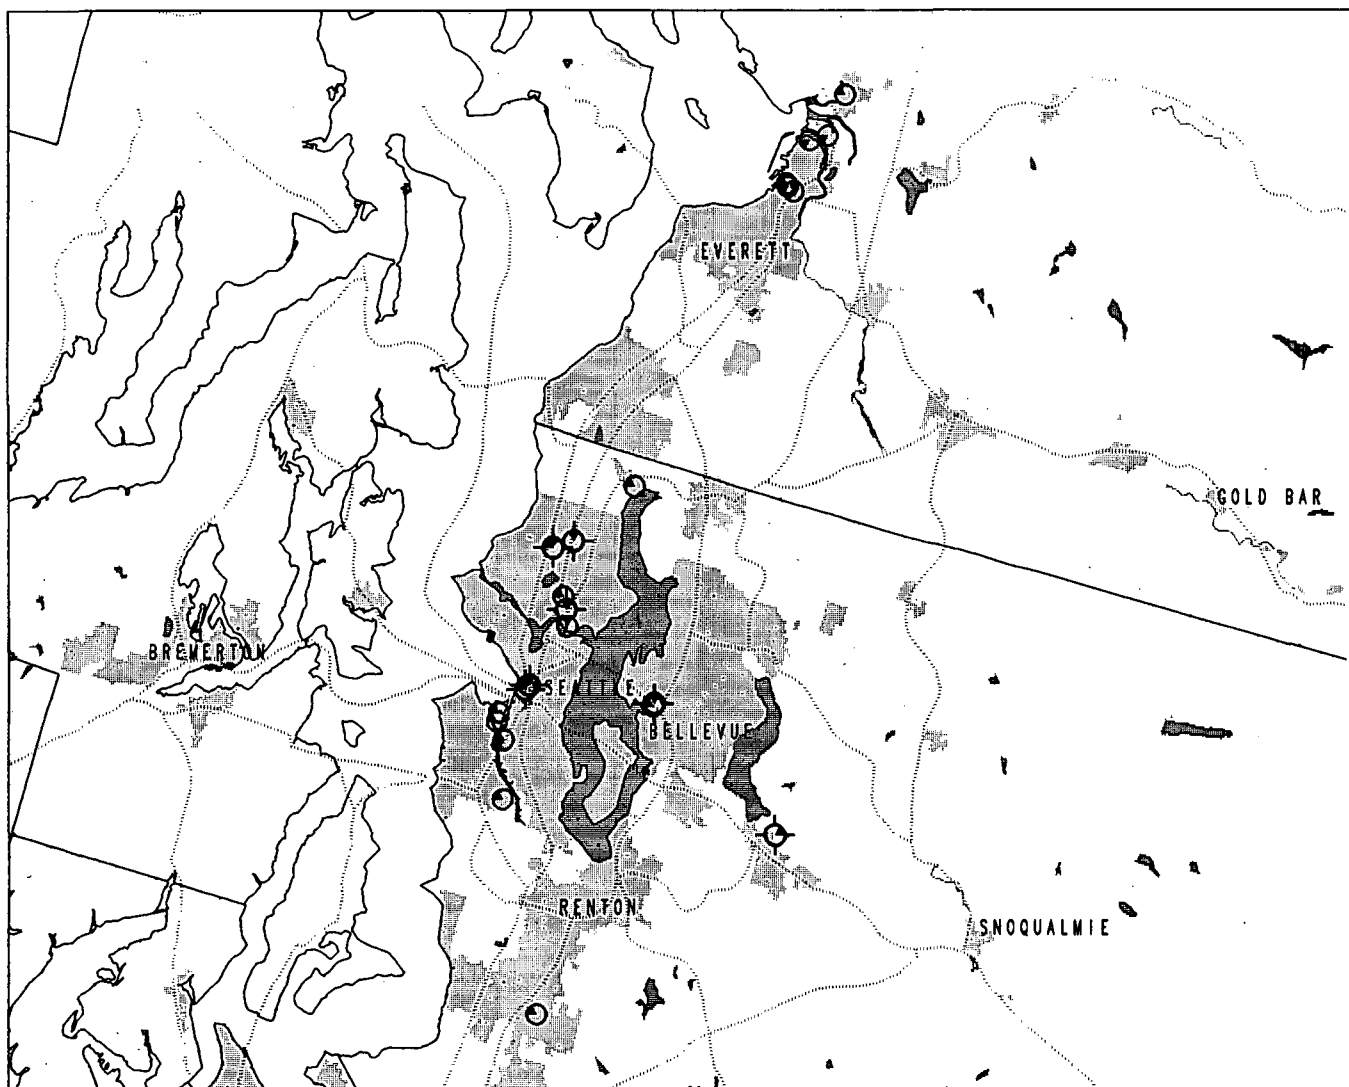 EVERETT
GOLD BAR
BREMERTON
SEATTLE
BELLEVUE
RENTON
SNOQUALMIE